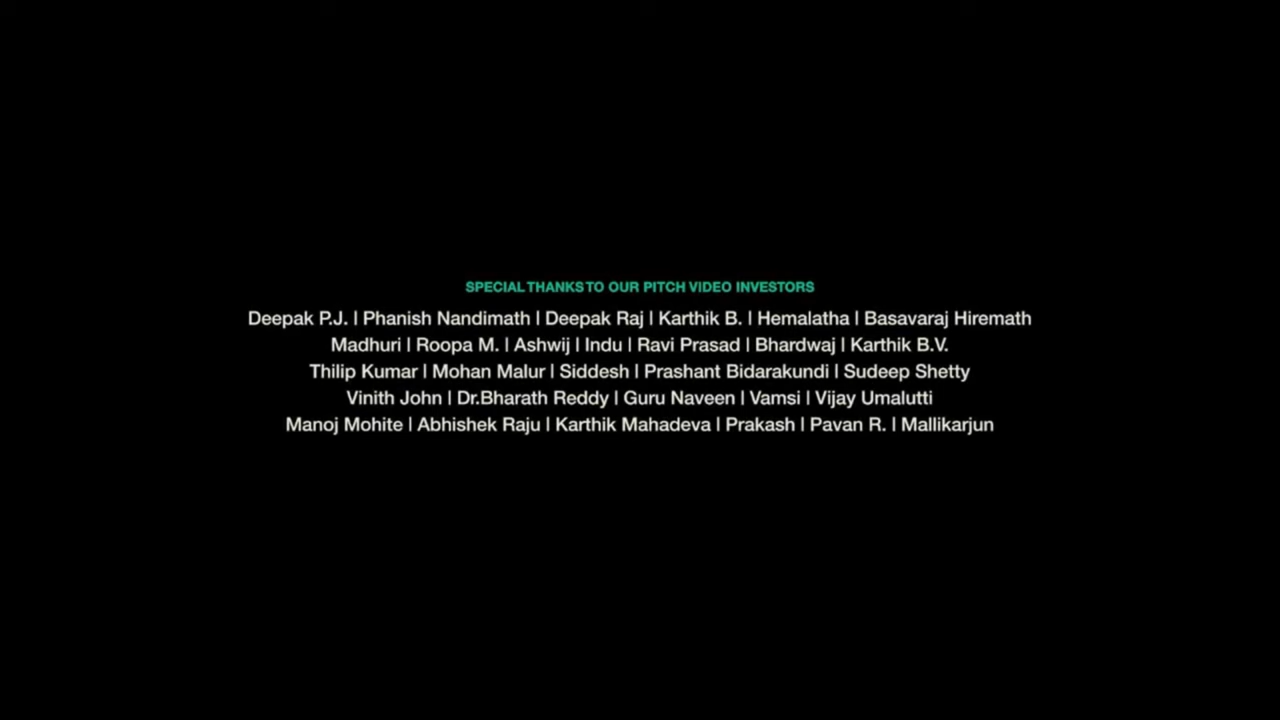 SPECIAL THANKS TO OUR PITCH VIDEO INVESTORS
Deepak P.J. | Phanish Nandimath | Deepak Raj | Karthik B. | Hemalatha | Basavaraj Hiremath
Madhuri | Roopa M. | Ashwij | Indu | Ravi Prasad | Bhardwaj | Karthik B.V.
Thilip Kumar | Mohan Malur | Siddesh | Prashant Bidarakundi | Sudeep Shetty
Vinith John | Dr.Bharath Reddy | Guru Naveen | Vamsi | Vijay Umalutti
Manoj Mohite | Abhishek Raju | Karthik Mahadeva | Prakash | Pavan R. | Mallikarjun